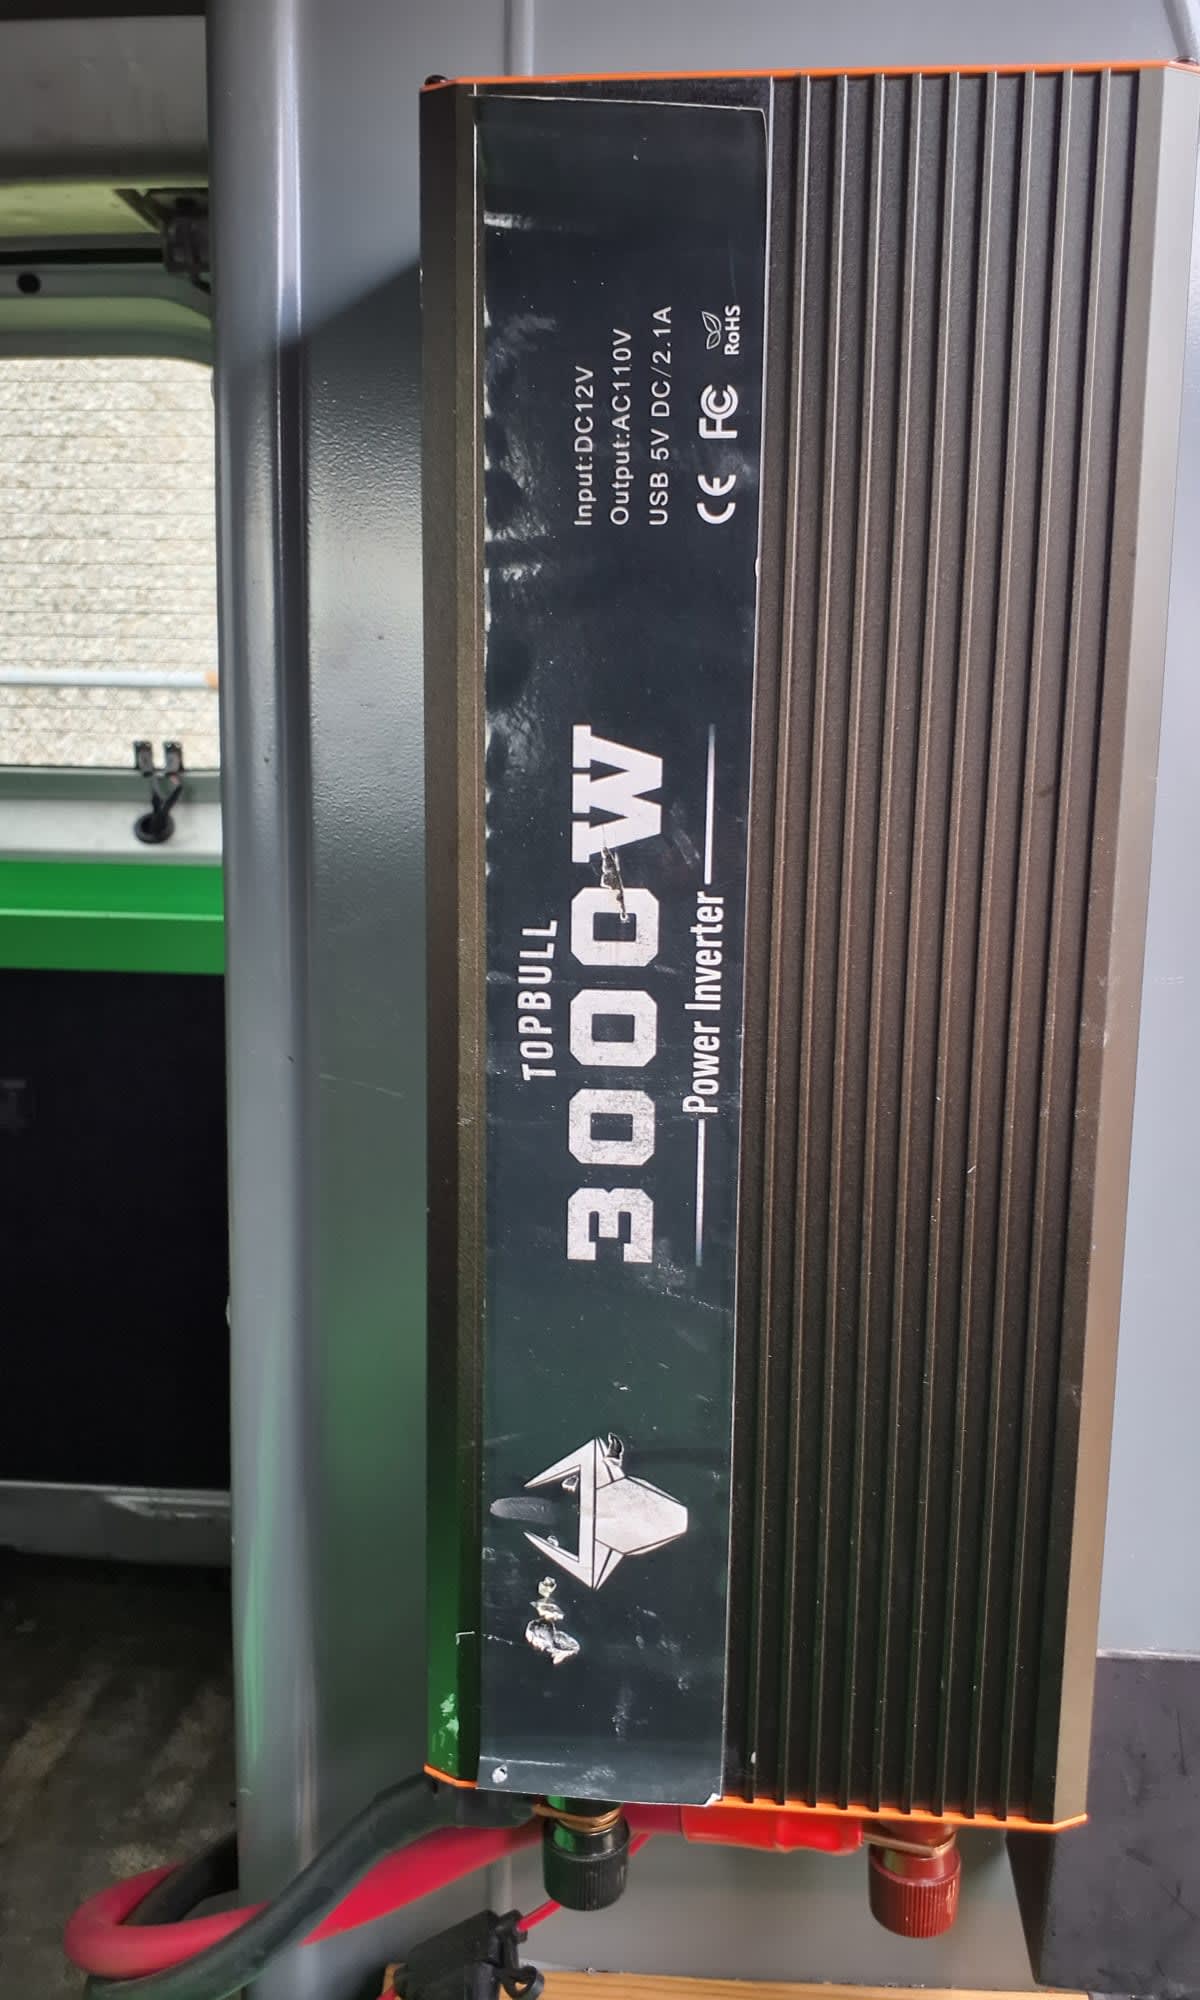 TOPBULL
3000W
Power Inverter
Input:DC12V
Output:AC110V
USB 5V DC/2.1A
CE FC RoHS